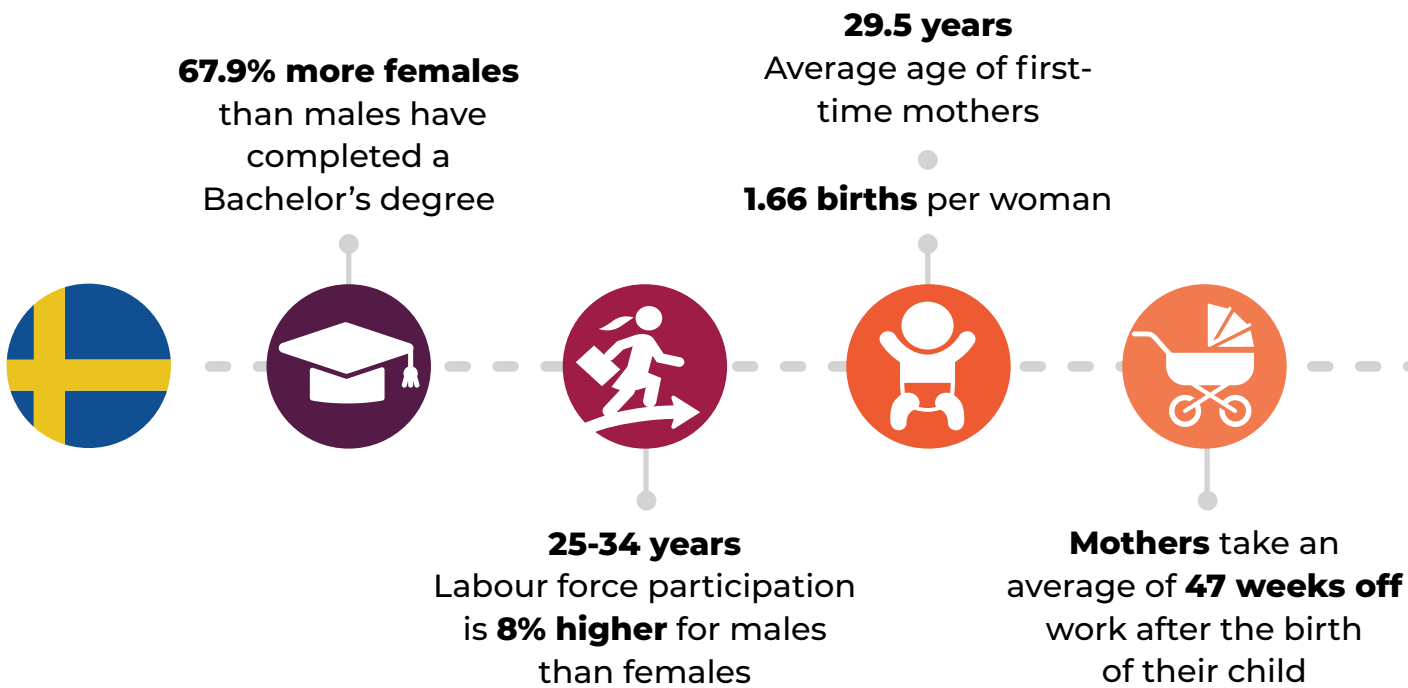 67.9% more females
than males have
completed a
Bachelor’s degree
25-34 years
Labour force participation
is 8% higher for males
than females
29.5 years
Average age of first-
time mothers
1.66 births per woman
Mothers take an
average of 47 weeks off
work after the birth
of their child